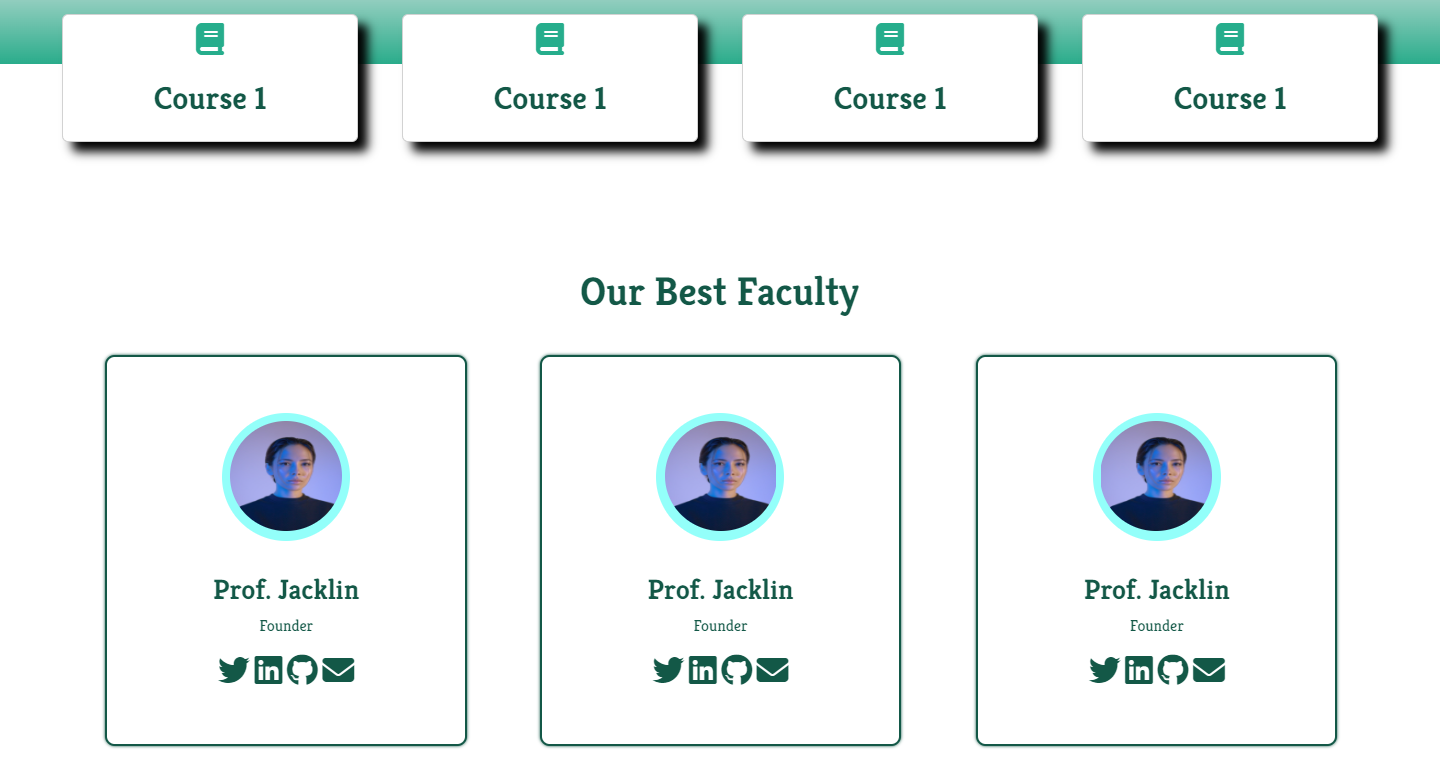 Course 1 Course 1 Course 1 Course 1
Our Best Faculty
Prof. Jacklin Prof. Jacklin Prof. Jacklin
Founder Founder Founder